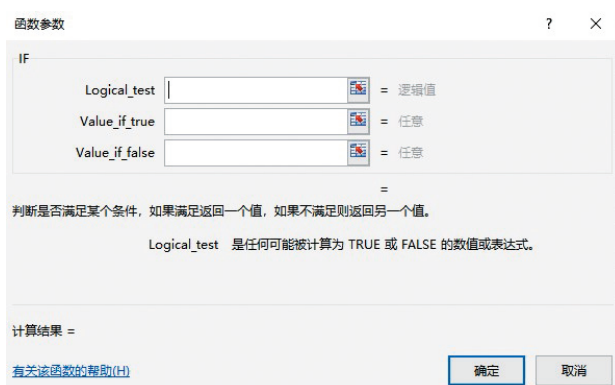 函数参数 ? ×
IF
Logical_test = 逻辑值
Value_if_true = 任意
Value_if_false = 任意
=
判断是否满足某个条件，如果满足返回一个值，如果不满足则返回另一个值。
Logical_test 是任何可能被计算为 TRUE 或 FALSE 的数值或表达式。
计算结果 =
有关该函数的帮助(H) 确定 取消